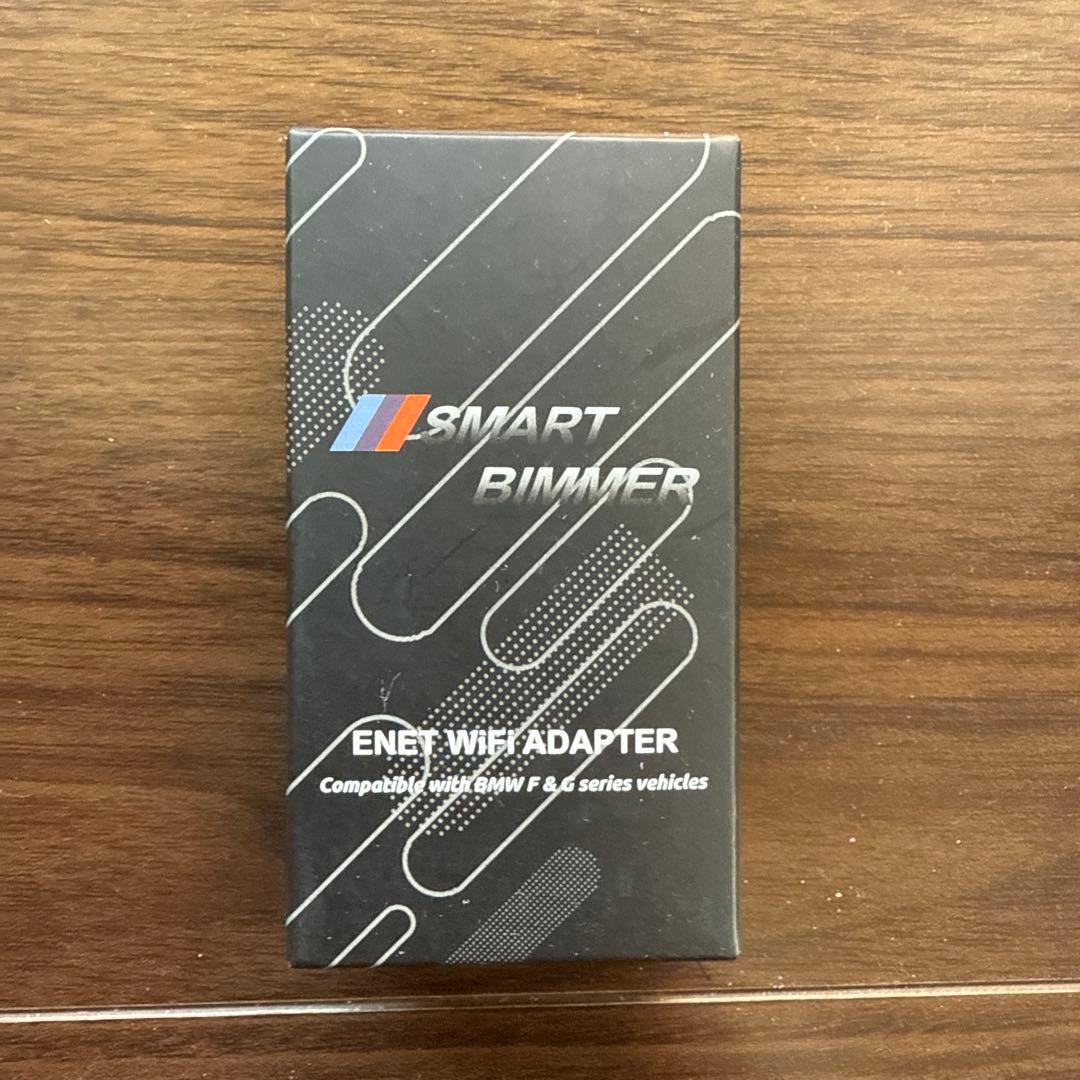 SMART
BIMMER
ENET WiFi ADAPTER
Compatible with BMW F & G series vehicles